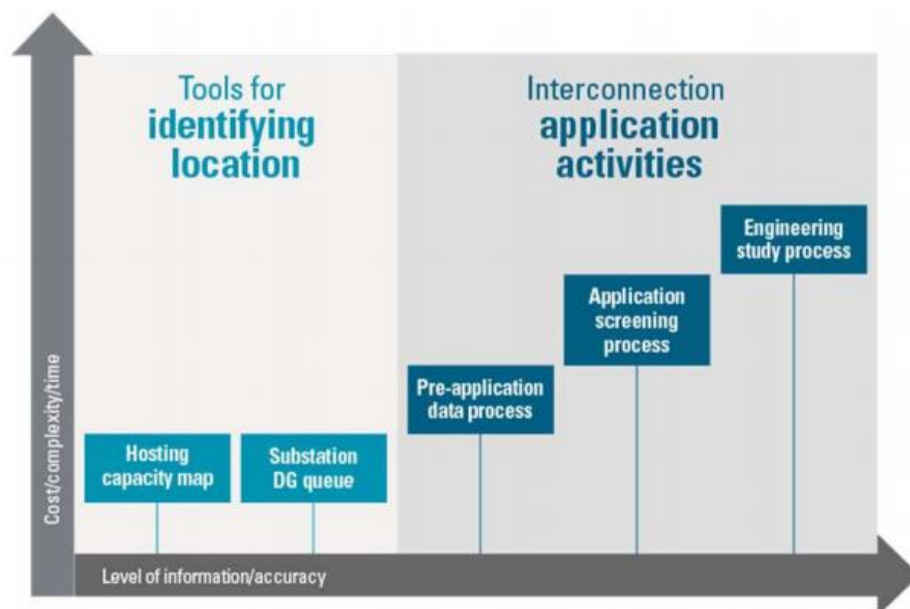 Tools for
identifying
location
Interconnection
application
activities
Engineering
study process
Application
screening
process
Pre-application
data process
Hosting
capacity map
Substation
DG queue
Cost/complexity/time
Level of information/accuracy